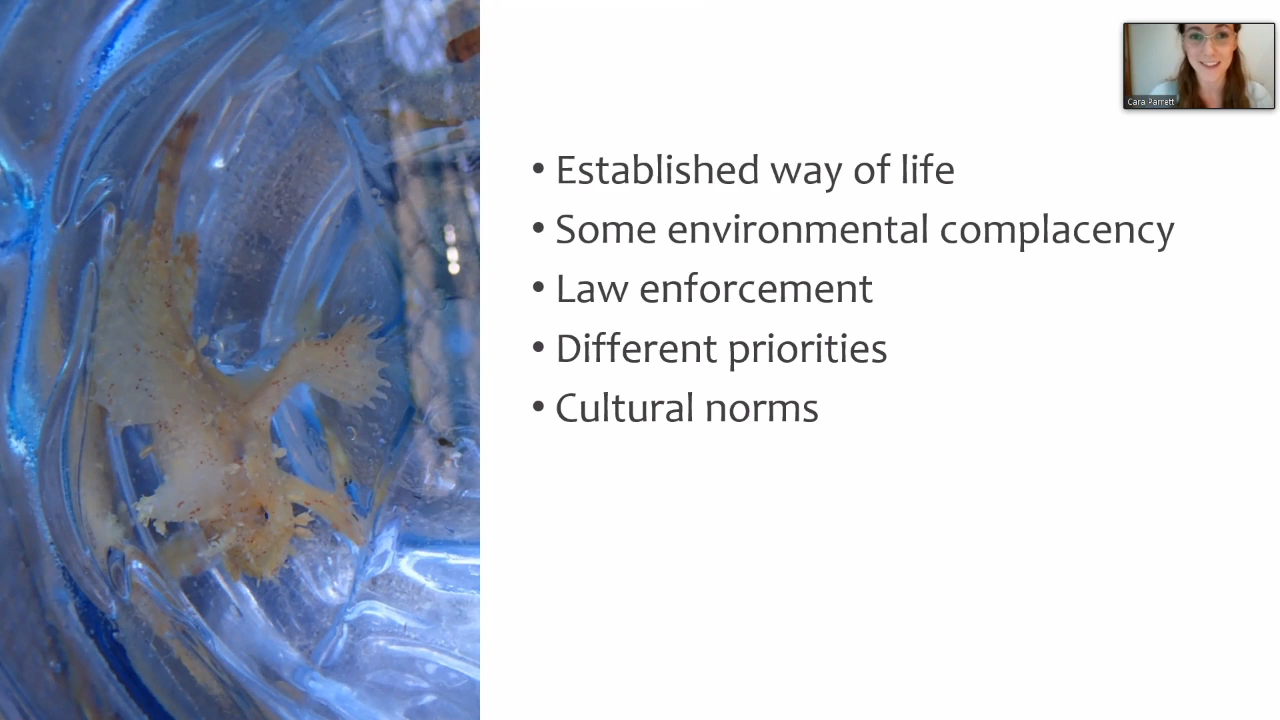 Cara Parrett
• Established way of life
• Some environmental complacency
• Law enforcement
• Different priorities
• Cultural norms